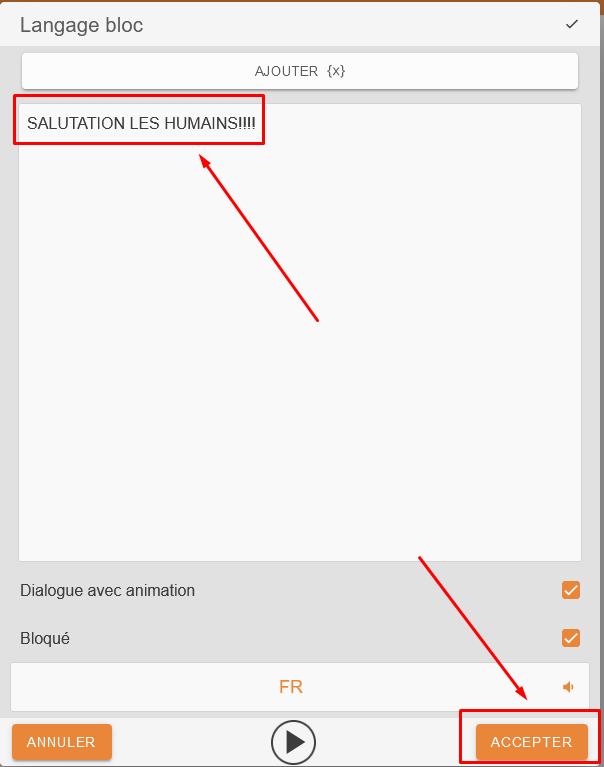 Langage bloc
AJOUTER {x}
SALUTATION LES HUMAINS!!!!
Dialogue avec animation
Bloqué
FR
ANNULER
ACCEPTER